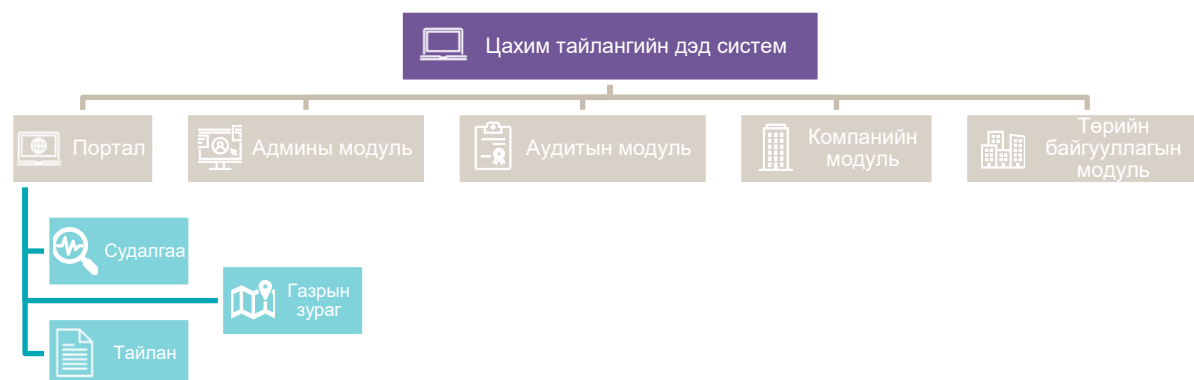 Цахим тайлангийн дэд систем
Портал
Админы модуль
Аудитын модуль
Компанийн
модуль
Төрийн
байгууллагын
модуль
Судалгаа
Газрын
зураг
Тайлан